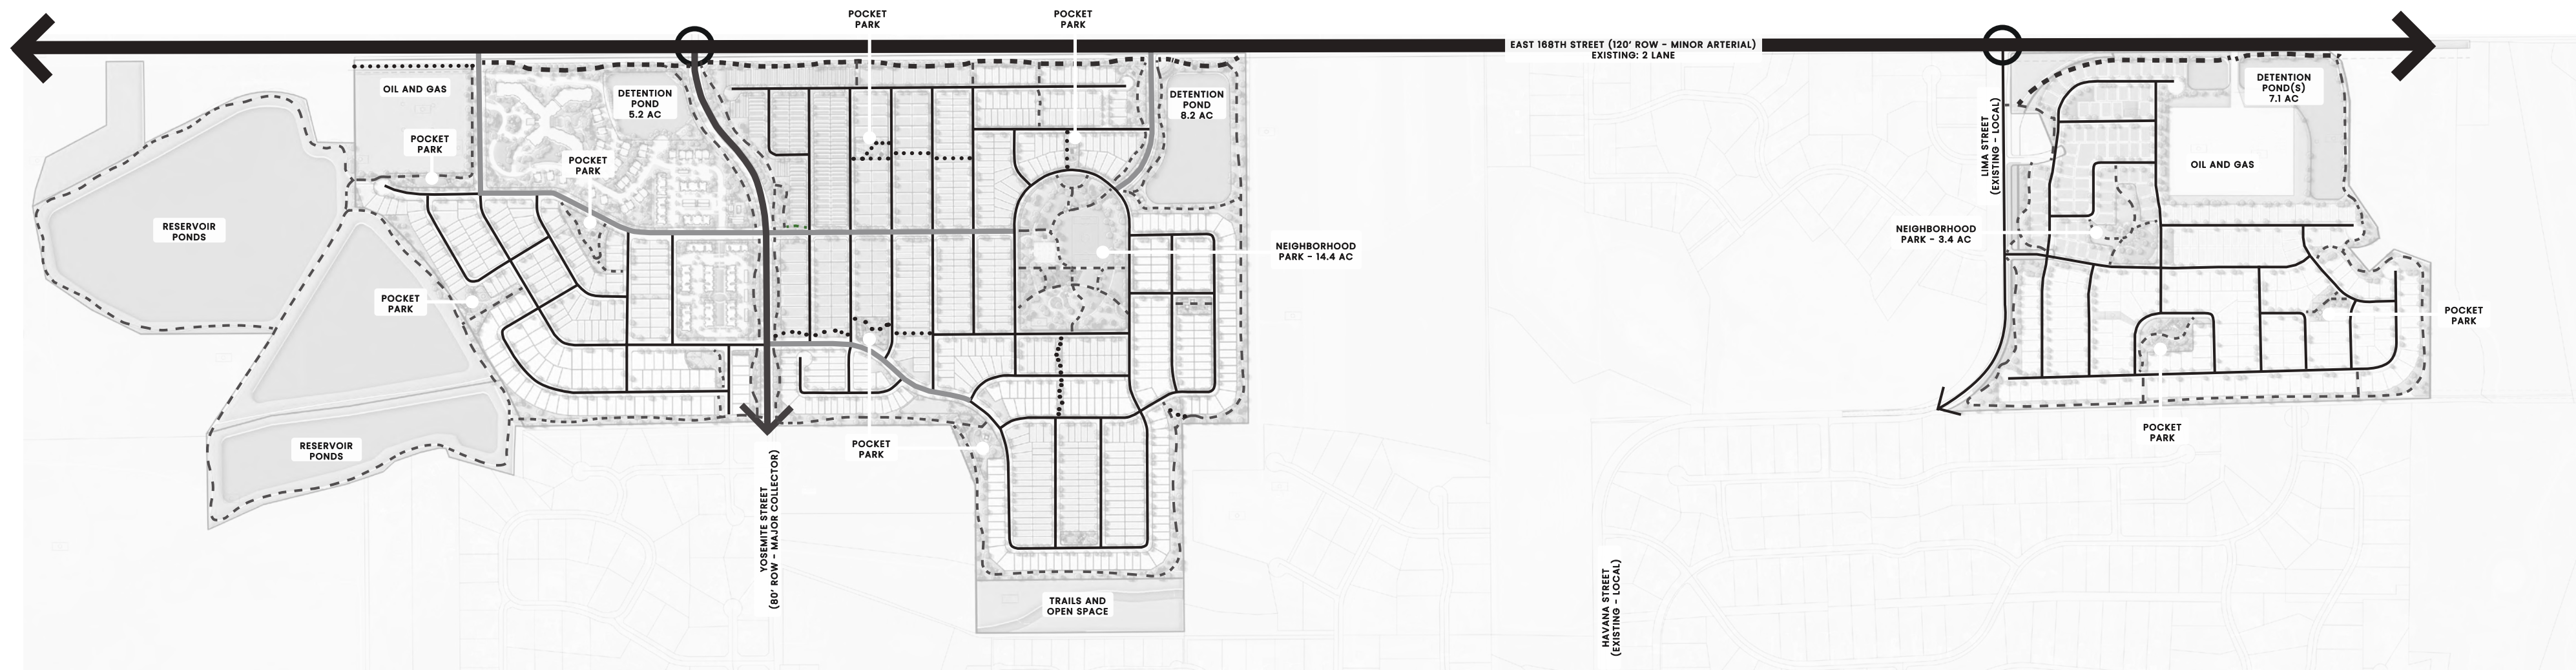 POCKET
PARK
POCKET
PARK
EAST 168TH STREET (120' ROW - MINOR ARTERIAL)
EXISTING: 2 LANE
OIL AND GAS
DETENTION
POND
5.2 AC
DETENTION
POND
8.2 AC
DETENTION
POND(S)
7.1 AC
POCKET
PARK
POCKET
PARK
LIMA STREET
(EXISTING - LOCAL)
OIL AND GAS
RESERVOIR
PONDS
NEIGHBORHOOD
PARK - 14.4 AC
NEIGHBORHOOD
PARK - 3.4 AC
POCKET
PARK
POCKET
PARK
RESERVOIR
PONDS
POCKET
PARK
POCKET
PARK
YOSEMITE STREET
(80' ROW - MAJOR COLLECTOR)
TRAILS AND
OPEN SPACE
HAVANA STREET
(EXISTING - LOCAL)